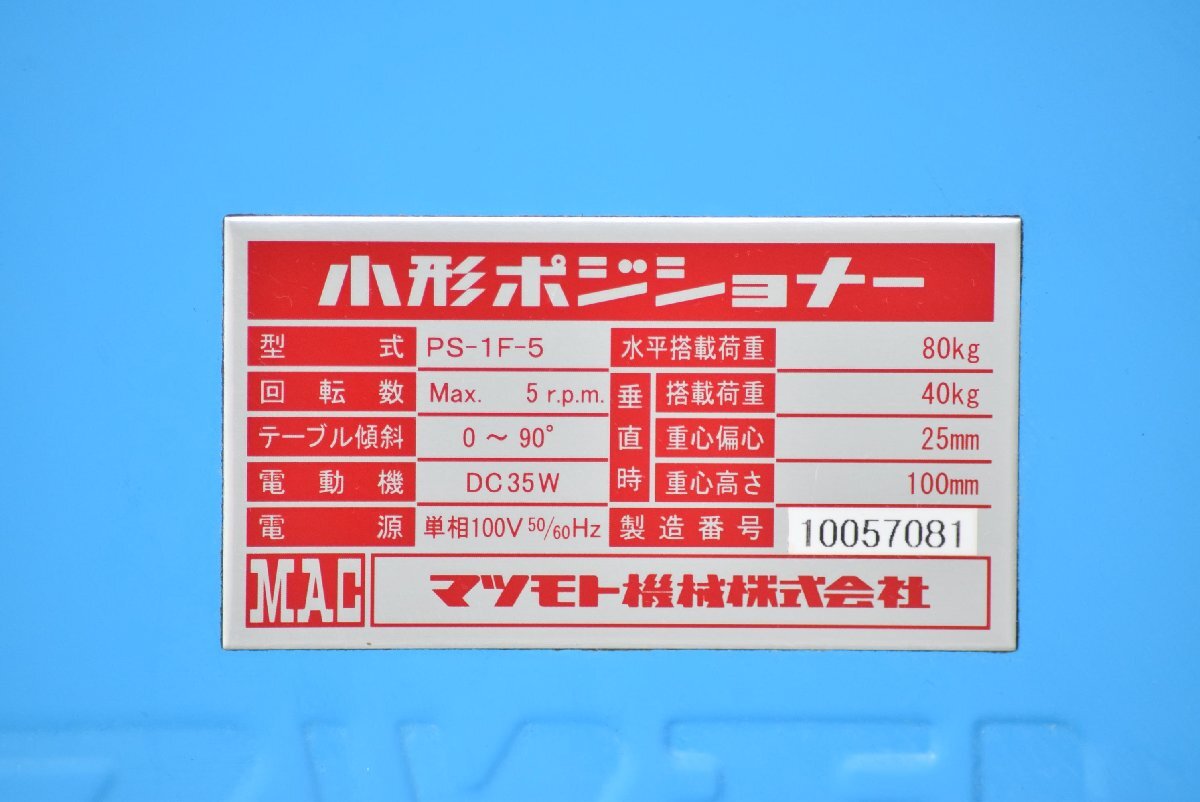 小形ポジショナー
型式 PS-1F-5 水平搭載荷重 80kg
回転数 Max. 5 r.p.m. 垂直時 搭載荷重 40kg
テーブル傾斜 0～90° 重心偏心 25mm
電動機 DC35W 重心高さ 100mm
電源 単相100V 50/60Hz 製造番号 10057081
MAC マツモト機械株式会社